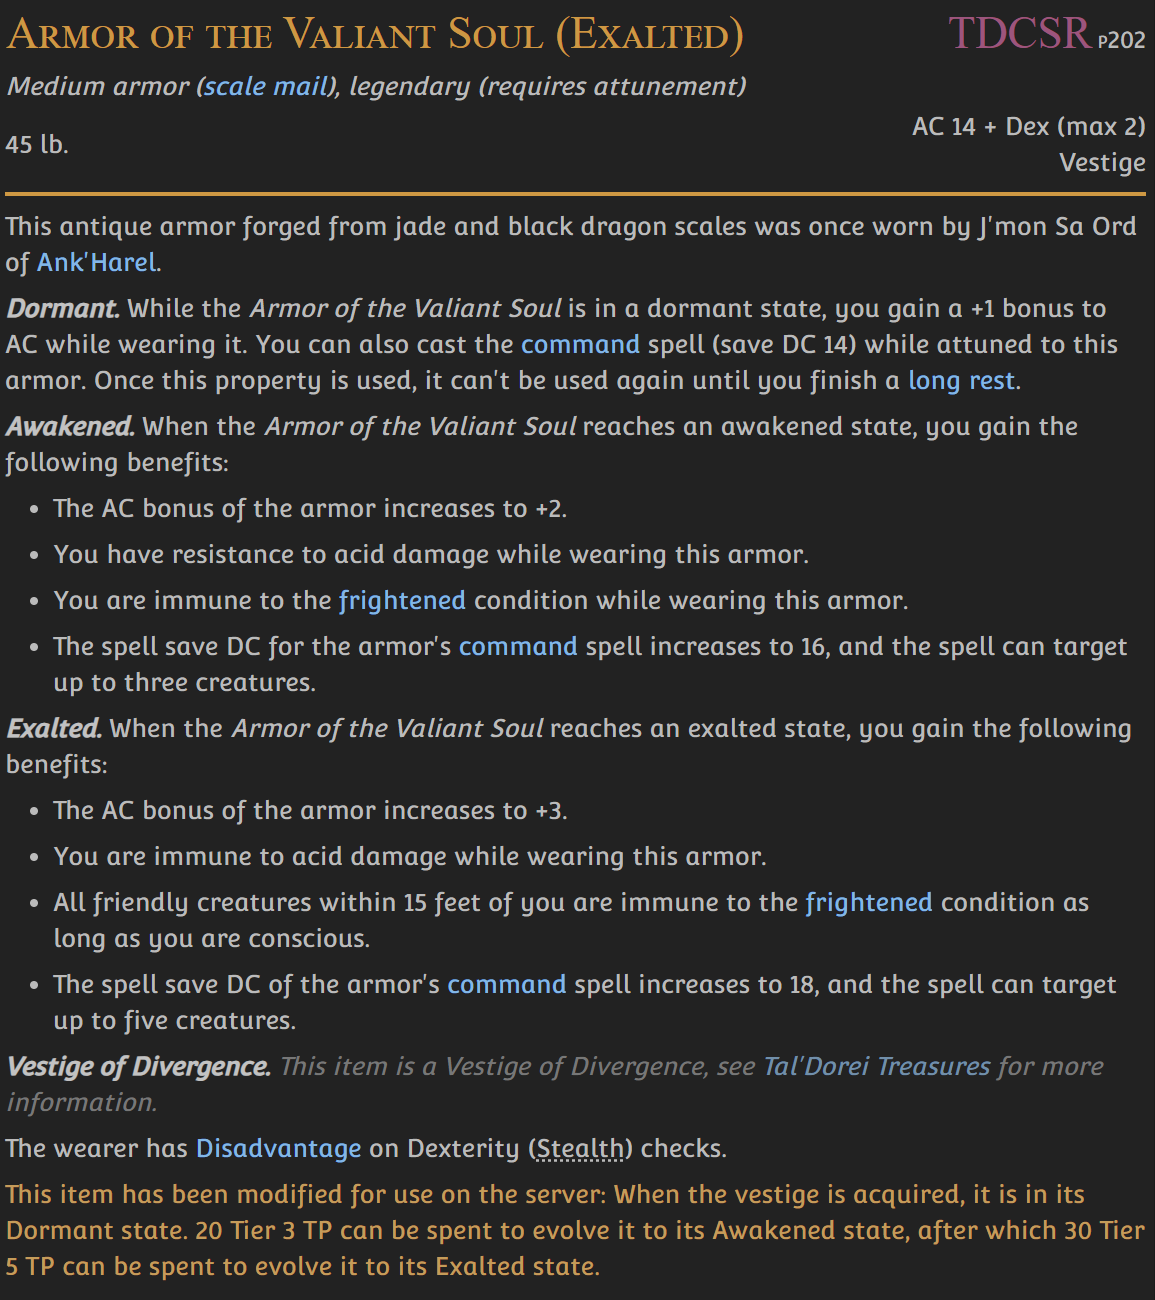 Armor of the Valiant Soul (Exalted) TDCSR p202
Medium armor (scale mail), legendary (requires attunement)
45 lb.
AC 14 + Dex (max 2)
Vestige
This antique armor forged from jade and black dragon scales was once worn by J'mon Sa Ord
of Ank'Harel.
Dormant. While the Armor of the Valiant Soul is in a dormant state, you gain a +1 bonus to
AC while wearing it. You can also cast the command spell (save DC 14) while attuned to this
armor. Once this property is used, it can't be used again until you finish a long rest.
Awakened. When the Armor of the Valiant Soul reaches an awakened state, you gain the
following benefits:
• The AC bonus of the armor increases to +2.
• You have resistance to acid damage while wearing this armor.
• You are immune to the frightened condition while wearing this armor.
• The spell save DC for the armor's command spell increases to 16, and the spell can target
up to three creatures.
Exalted. When the Armor of the Valiant Soul reaches an exalted state, you gain the following
benefits:
• The AC bonus of the armor increases to +3.
• You are immune to acid damage while wearing this armor.
• All friendly creatures within 15 feet of you are immune to the frightened condition as
long as you are conscious.
• The spell save DC of the armor's command spell increases to 18, and the spell can target
up to five creatures.
Vestige of Divergence. This item is a Vestige of Divergence, see Tal'Dorei Treasures for more
information.
The wearer has Disadvantage on Dexterity (Stealth) checks.
This item has been modified for use on the server: When the vestige is acquired, it is in its
Dormant state. 20 Tier 3 TP can be spent to evolve it to its Awakened state, after which 30 Tier
5 TP can be spent to evolve it to its Exalted state.